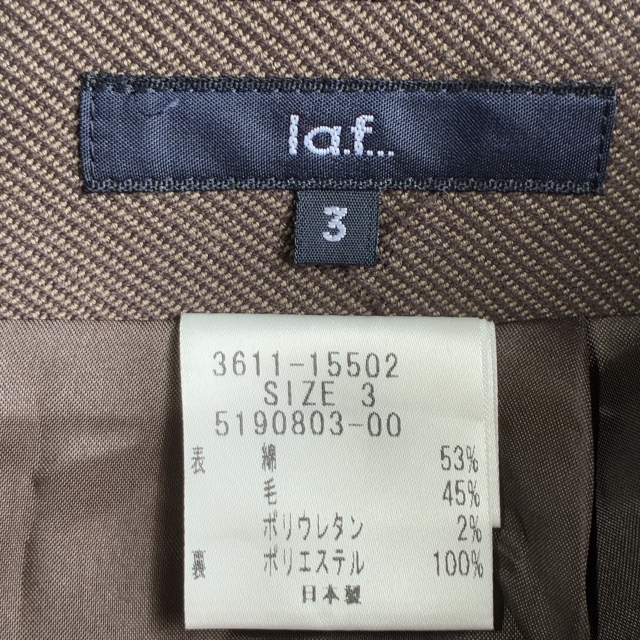 la.f...
3
3611-15502
SIZE 3
5190803-00
表 綿 53%
毛 45%
ポリウレタン 2%
裏 ポリエステル 100%
日本製